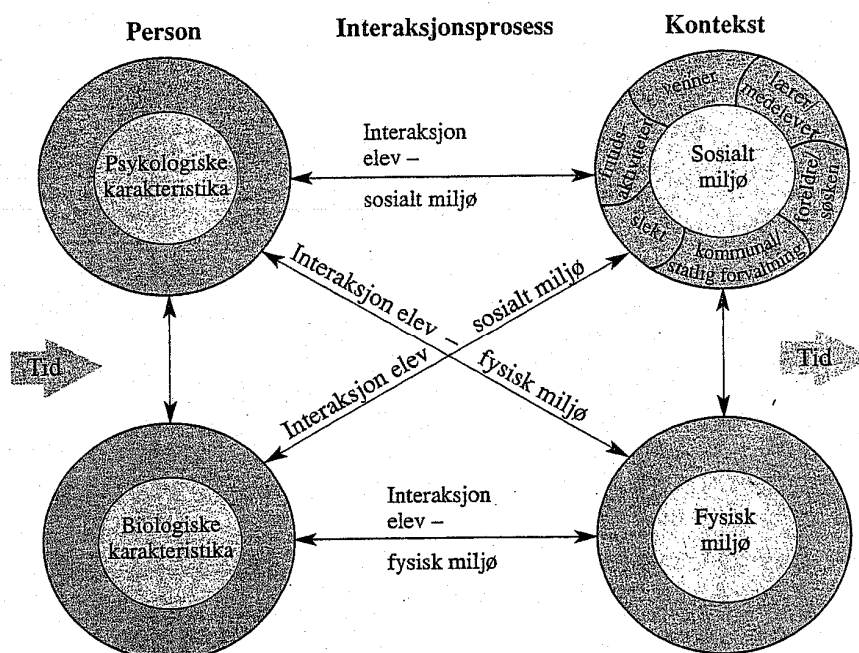 Person
Interaksjonsprosess
Kontekst
Psykologiske
karakteristika
Interaksjon
elev –
sosialt miljø
Sosialt
miljø
venner
lærer/
medelever
foreldre/
søsken
kommunal/
statlig forvaltning
slekt
fritids-
aktiviteter
Interaksjon elev –
fysisk miljø
Interaksjon elev
sosialt miljø
Tid
Tid
Biologiske
karakteristika
Interaksjon
elev –
fysisk miljø
Fysisk
miljø